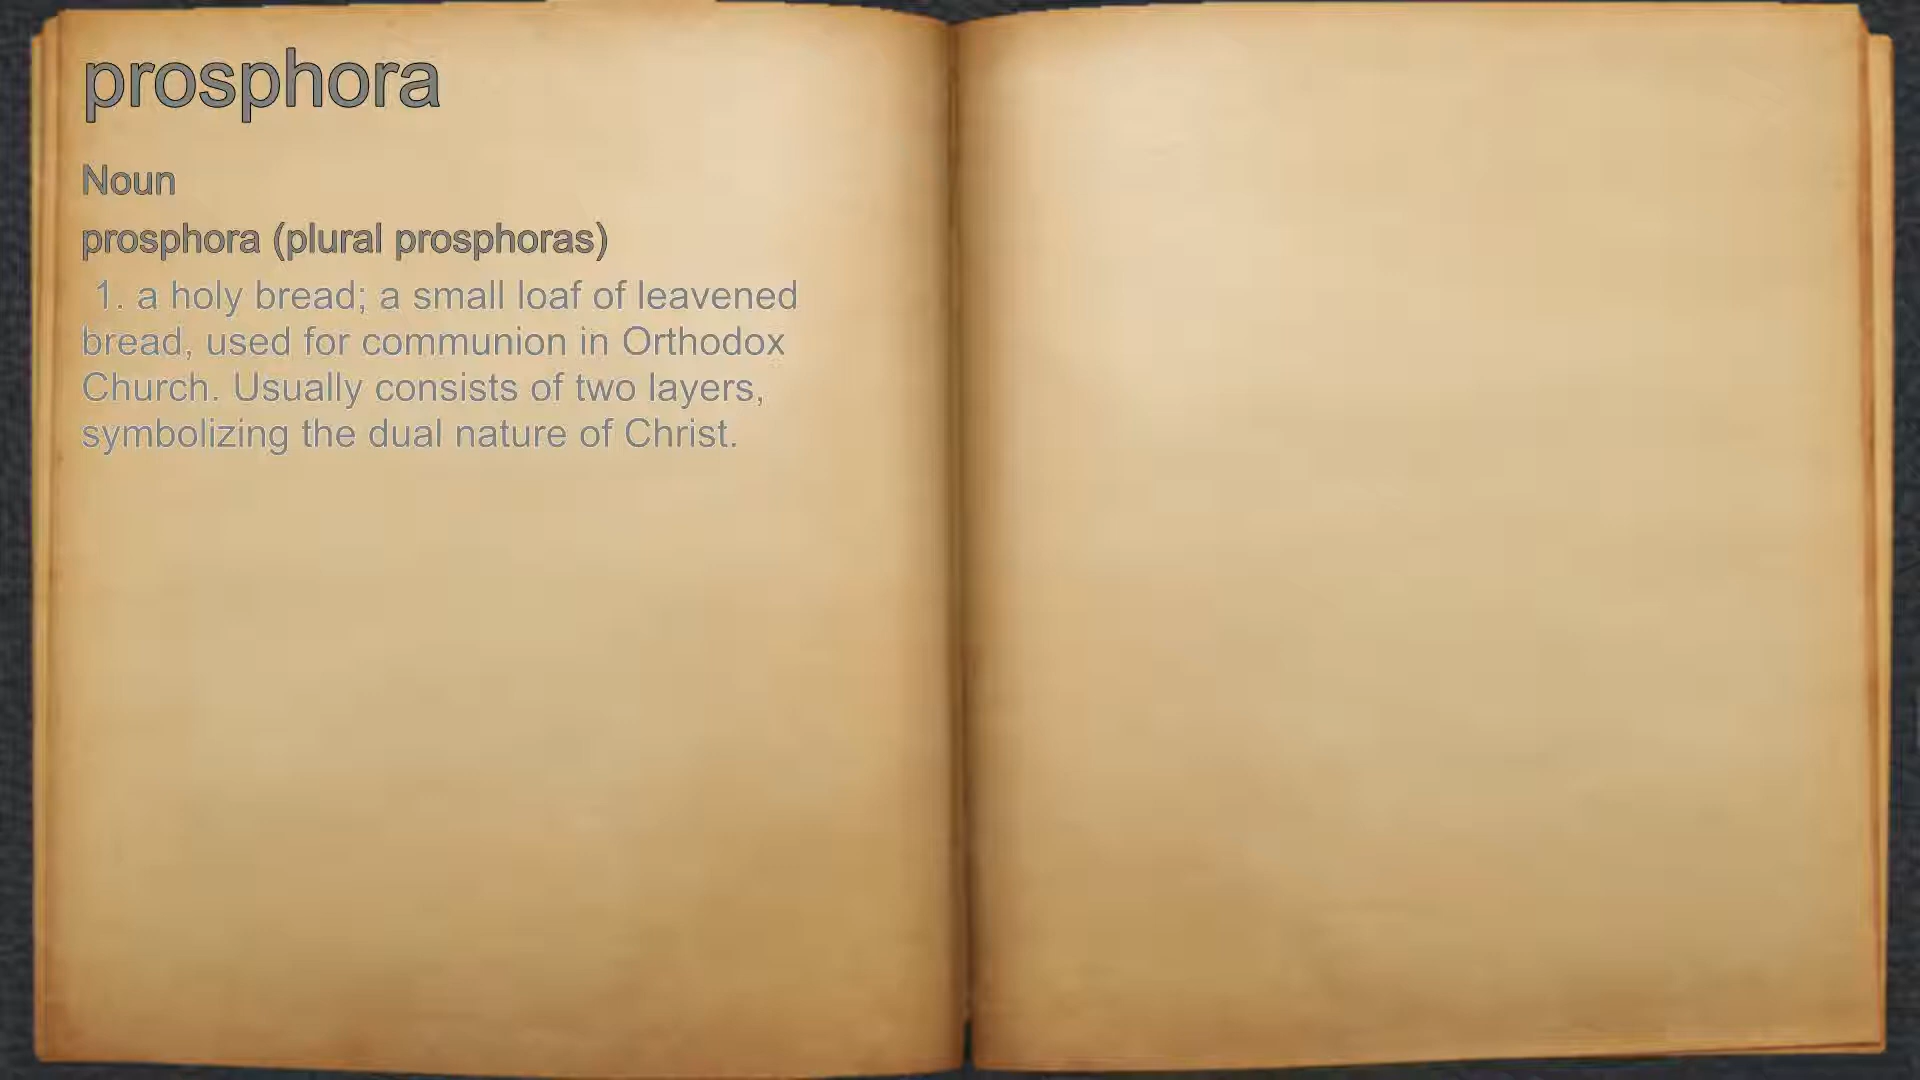 prosphora
Noun
prosphora (plural prosphoras)
1. a holy bread; a small loaf of leavened
bread, used for communion in Orthodox
Church. Usually consists of two layers,
symbolizing the dual nature of Christ.